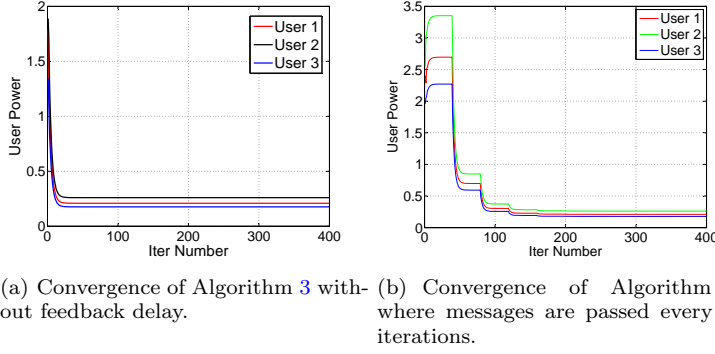 2
1.5
1
0.5
0
0
100
200
300
400
User Power
Iter Number
User 1
User 2
User 3
3.5
3
2.5
2
1.5
1
0.5
0
0
100
200
300
400
User Power
Iter Number
User 1
User 2
User 3
(a) Convergence of Algorithm 3 with-
out feedback delay.
(b) Convergence of Algorithm
where messages are passed every
iterations.